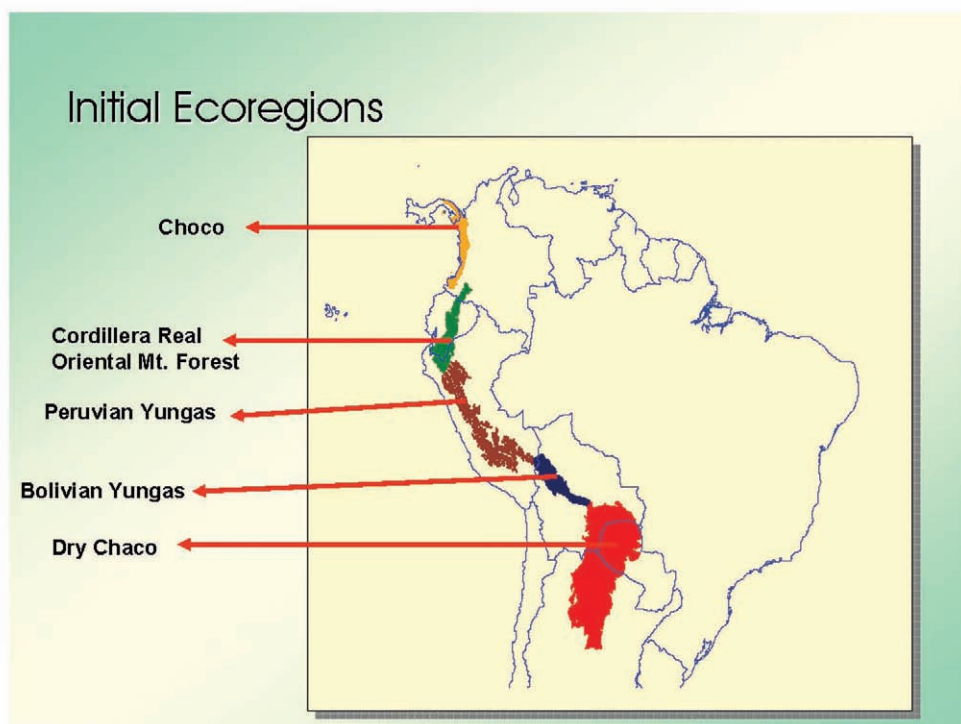 Initial Ecoregions
Choco
Cordillera Real
Oriental Mt. Forest
Peruvian Yungas
Bolivian Yungas
Dry Chaco